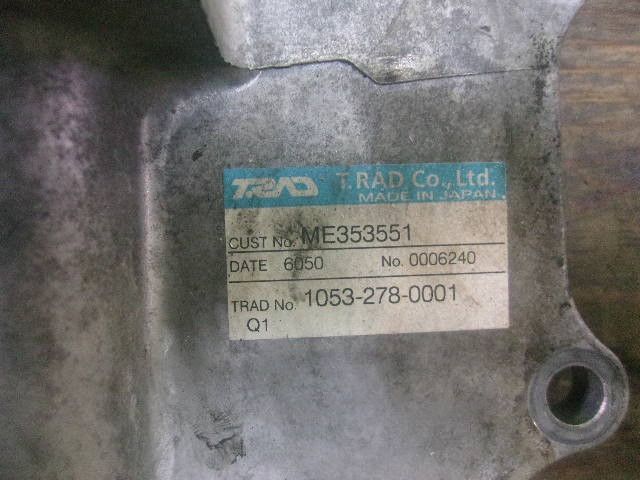 T.RAD T.RAD Co., Ltd.
MADE IN JAPAN
CUST No. ME353551
DATE 6050 No. 0006240
TRAD No. 1053-278-0001
Q1